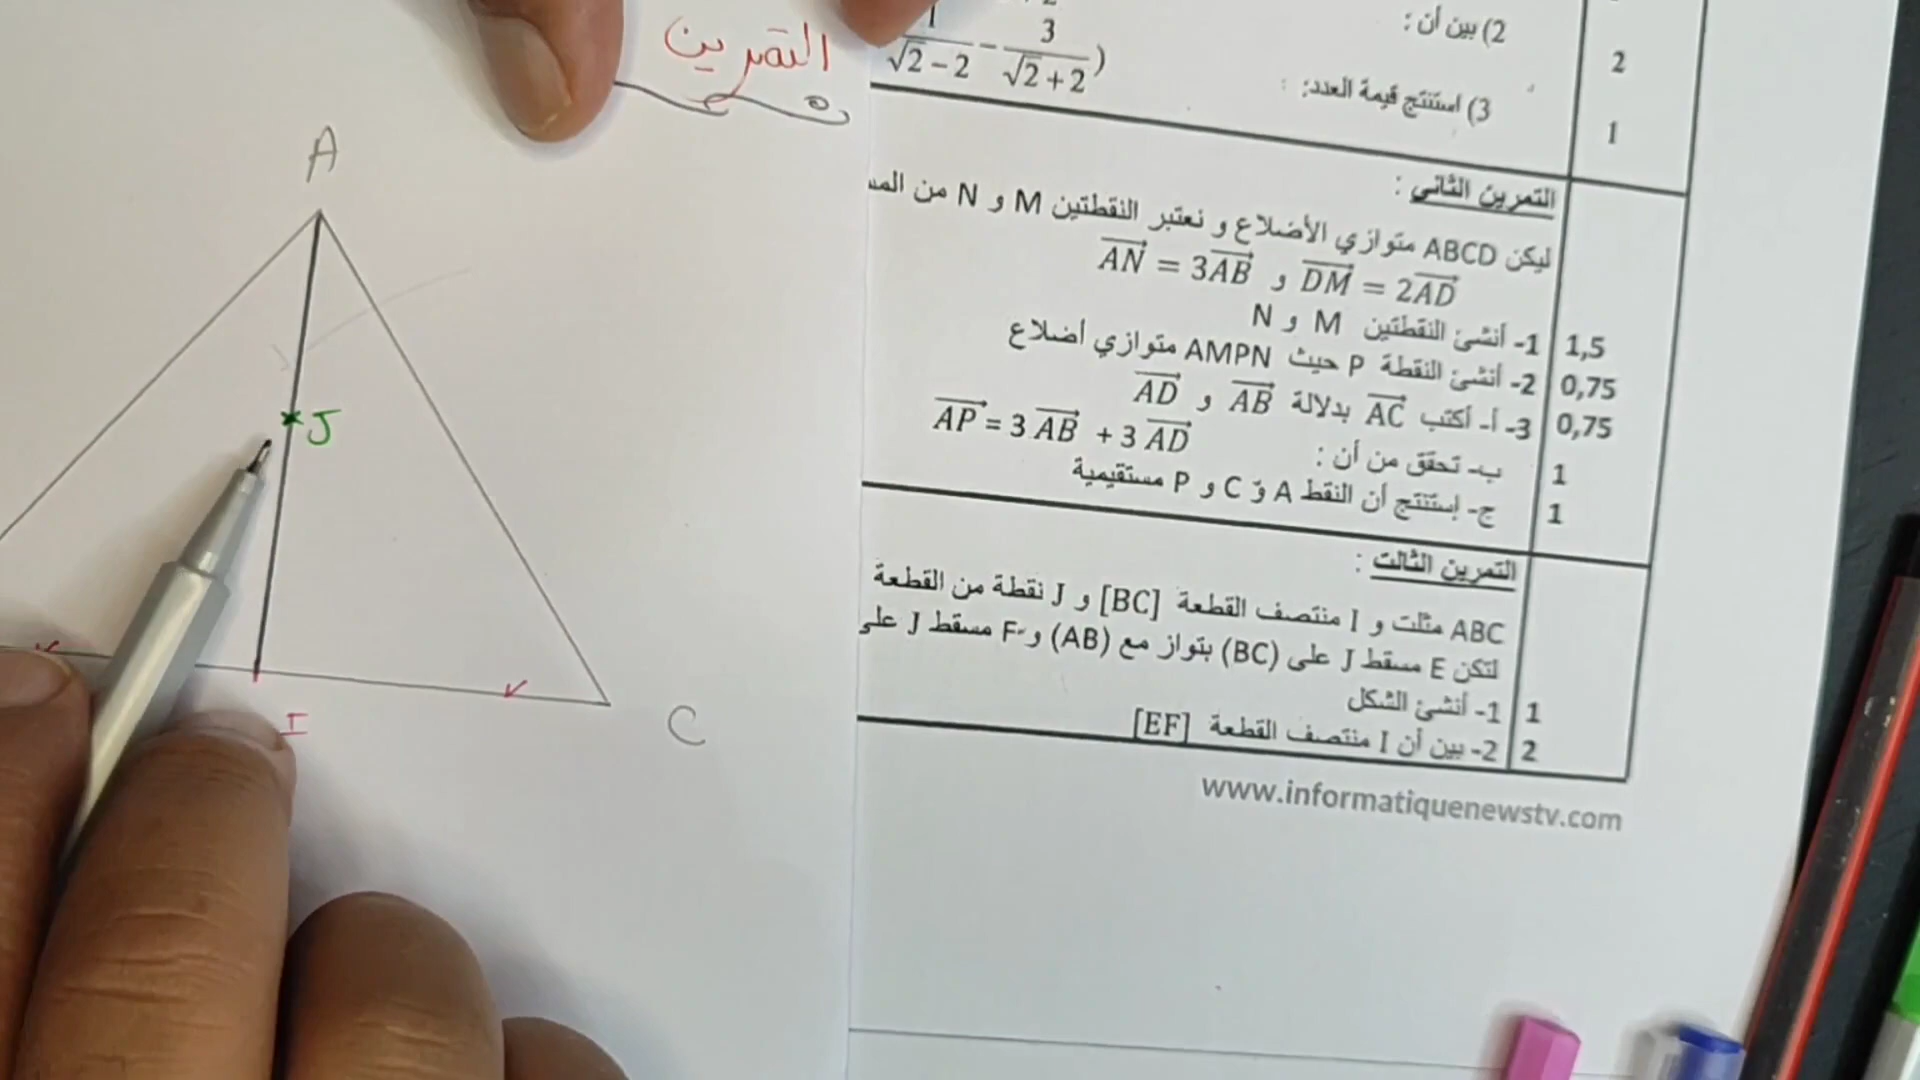 التمرين
A
J
I
C
2) بين أن :
2
3) استنتج قيمة العدد:
√2 − 2 − 3 / √2 + 2 )
1
التمرين الثاني :
ليكن ABCD متوازي الأضلاع و نعتبر النقطتين M و N من
DM = 2AD و AN = 3AB
1- أنشئ النقطتين M و N
1,5
2- أنشئ النقطة P حيث AMPN متوازي أضلاع
0,75
3- أ- أكتب AC بدلالة AB و AD
0,75
ب- تحقق من أن : AP = 3 AB + 3 AD
1
ج- إستنتج أن النقط A و C و P مستقيمية
1
التمرين الثالث :
ABC مثلث و I منتصف القطعة [BC] و J نقطة من القطعة
لتكن E مسقط J على (BC) بتواز مع (AB) و F مسقط J على
1- أنشئ الشكل
1
2- بين أن I منتصف القطعة [EF]
2
www.informatiquenewstv.com